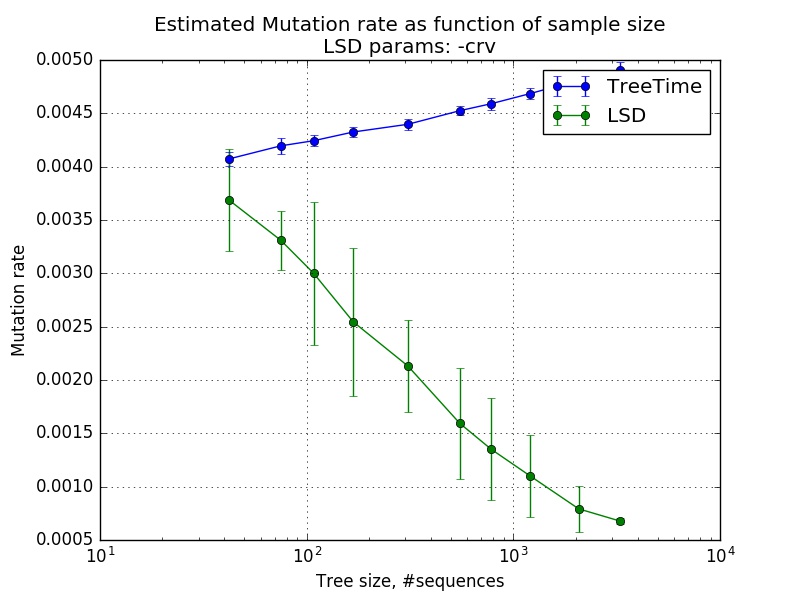 Estimated Mutation rate as function of sample size
LSD params: -crv
0.0050
0.0045
0.0040
0.0035
0.0030
0.0025
0.0020
0.0015
0.0010
0.0005
Mutation rate
TreeTime
LSD
10¹ 10² 10³ 10⁴
Tree size, #sequences